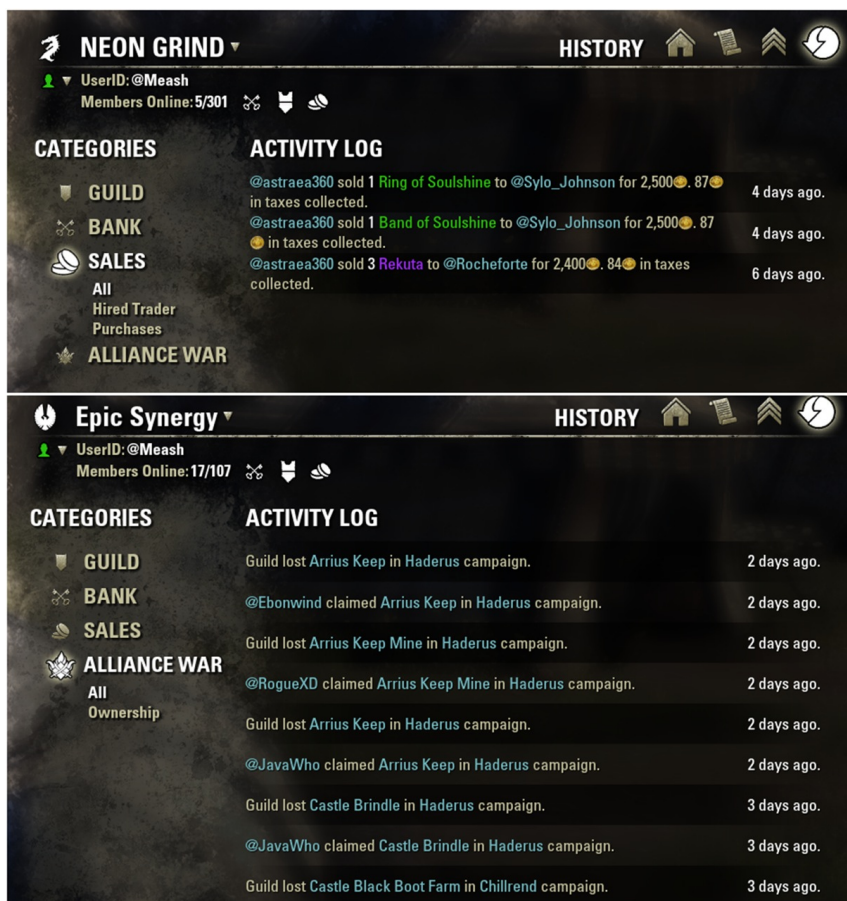 NEON GRIND
HISTORY
UserID: @Meash
Members Online: 5/301
CATEGORIES
GUILD
BANK
SALES
All
Hired Trader
Purchases
ALLIANCE WAR
ACTIVITY LOG
@astraea360 sold 1 Ring of Soulshine to @Sylo_Johnson for 2,500. 87
in taxes collected.
4 days ago.
@astraea360 sold 1 Band of Soulshine to @Sylo_Johnson for 2,500. 87
in taxes collected.
4 days ago.
@astraea360 sold 3 Rekuta to @Rocheforte for 2,400. 84 in taxes
collected.
6 days ago.
Epic Synergy
HISTORY
UserID: @Meash
Members Online: 17/107
CATEGORIES
GUILD
BANK
SALES
ALLIANCE WAR
All
Ownership
ACTIVITY LOG
Guild lost Arrius Keep in Haderus campaign. 2 days ago.
@Ebonwind claimed Arrius Keep in Haderus campaign. 2 days ago.
Guild lost Arrius Keep Mine in Haderus campaign. 2 days ago.
@RogueXD claimed Arrius Keep Mine in Haderus campaign. 2 days ago.
Guild lost Arrius Keep in Haderus campaign. 2 days ago.
@JavaWho claimed Arrius Keep in Haderus campaign. 2 days ago.
Guild lost Castle Brindle in Haderus campaign. 3 days ago.
@JavaWho claimed Castle Brindle in Haderus campaign. 3 days ago.
Guild lost Castle Black Boot Farm in Chillrend campaign. 3 days ago.